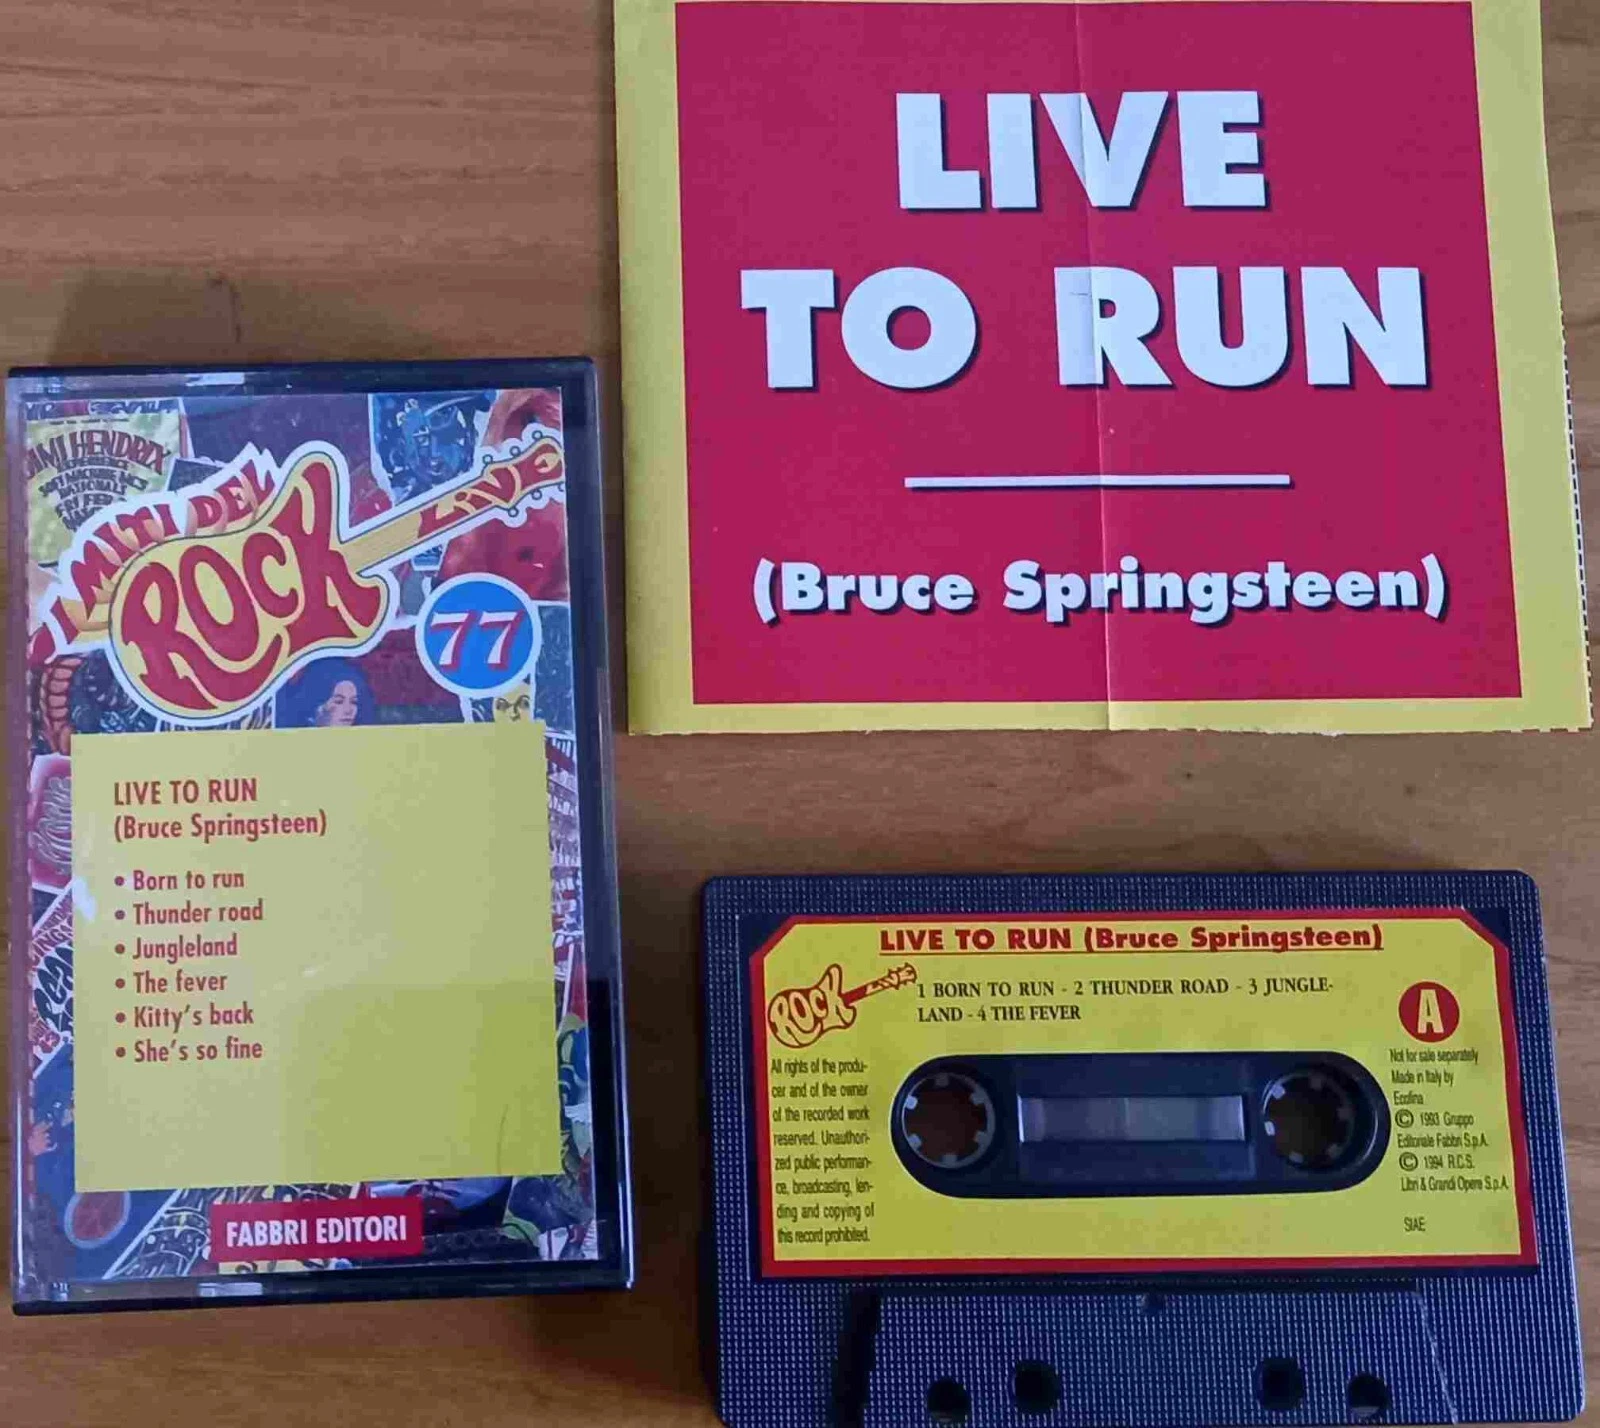 LIVE
TO RUN
(Bruce Springsteen)
JIMI HENDRIX
I MITI DEL
ROCK
LIVE
77
LIVE TO RUN
(Bruce Springsteen)
• Born to run
• Thunder road
• Jungleland
• The fever
• Kitty's back
• She's so fine
FABBRI EDITORI
LIVE TO RUN (Bruce Springsteen)
ROCK
1 BORN TO RUN - 2 THUNDER ROAD - 3 JUNGLE-
LAND - 4 THE FEVER
A
All rights of the produ-
cer and of the owner
of the recorded work
reserved. Unauthori-
zed public performan-
ce, broadcasting, len-
ding and copying of
this record prohibited.
Not for sale separately
Made in Italy by
Ecofina
© 1993 Gruppo
Editoriale Fabbri S.p.A.
© 1994 R.C.S.
Libri & Grandi Opere S.p.A.
SIAE